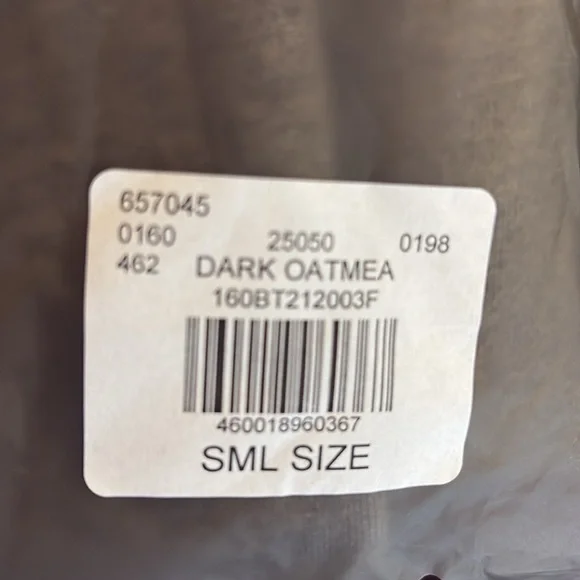 657045
0160 25050 0198
462 DARK OATMEA
160BT212003F
460018960367
SML SIZE